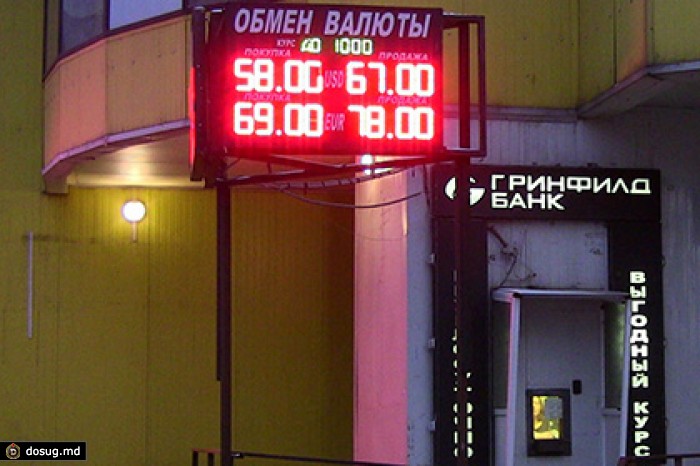 ОБМЕН ВАЛЮТЫ
КУРС ДО 1000
ПОКУПКА ПРОДАЖА
58.00 USD 67.00
ПОКУПКА ПРОДАЖА
69.00 EUR 78.00
ГРИНФИЛД
БАНК
ВЫГОДНЫЙ КУРС
dosug.md